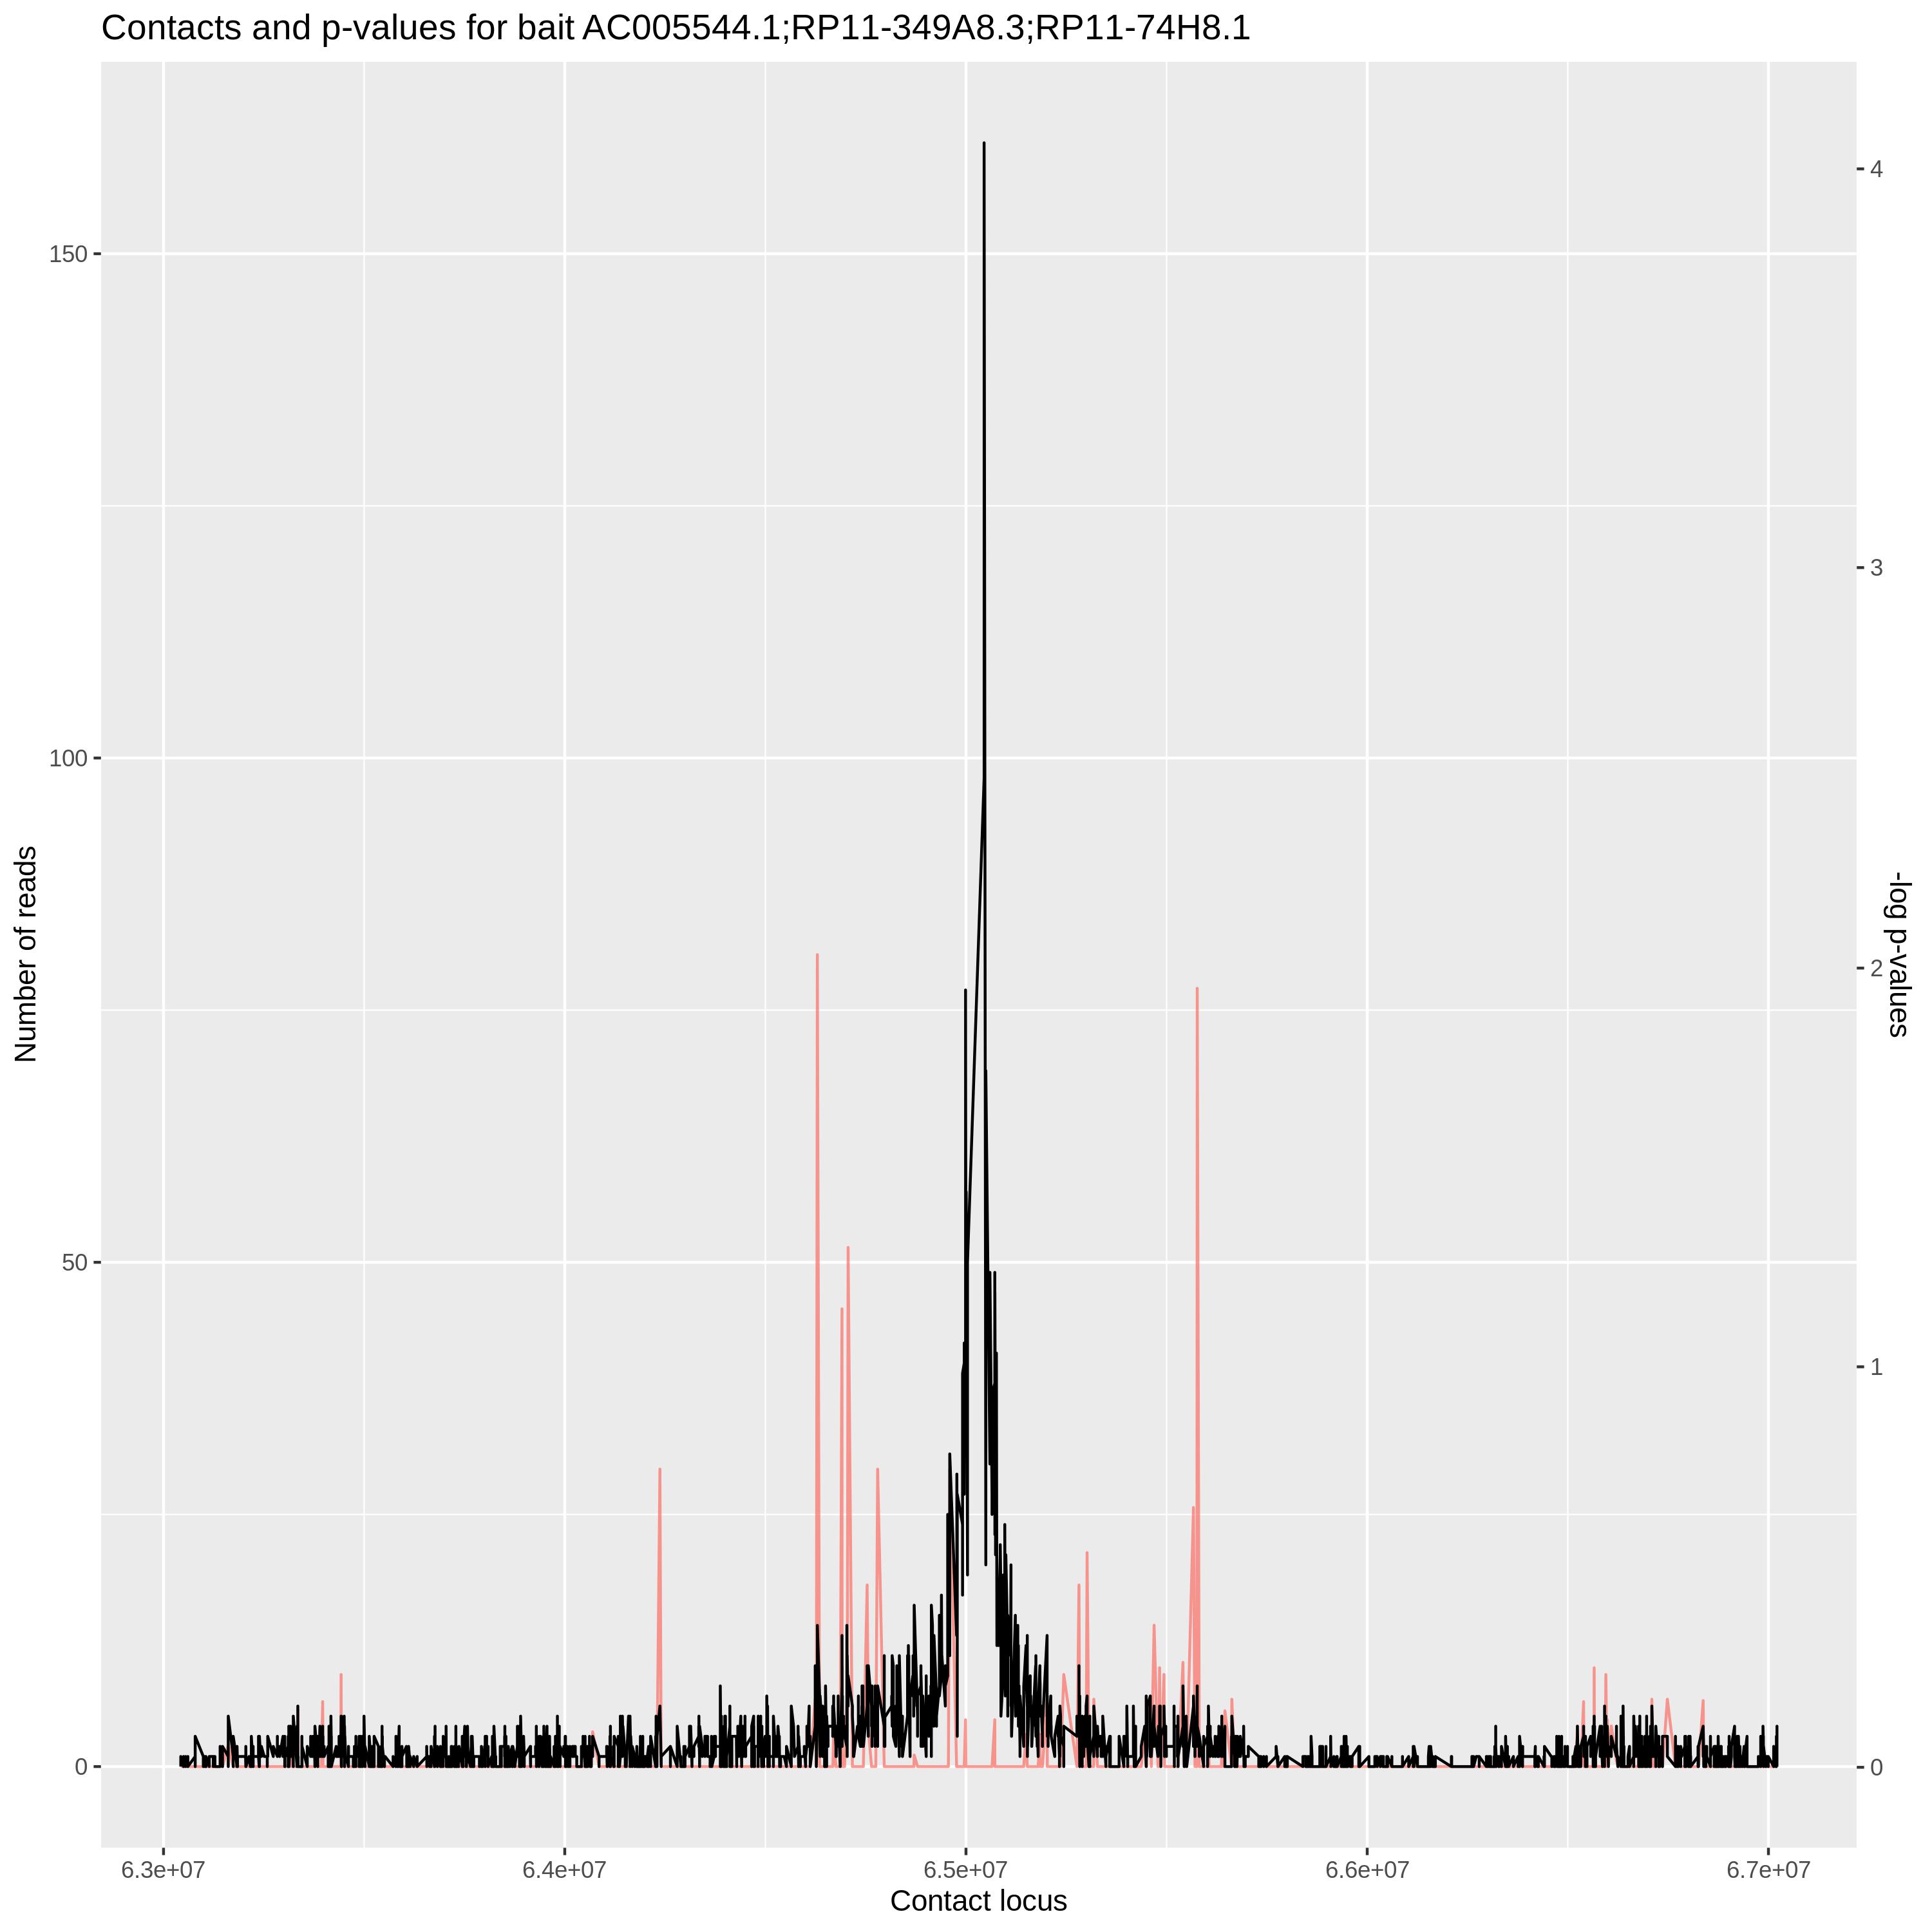 Contacts and p-values for bait AC005544.1;RP11-349A8.3;RP11-74H8.1
Number of reads
150
100
50
0
4
3
2
1
0
-log p-values
6.3e+07 6.4e+07 6.5e+07 6.6e+07 6.7e+07
Contact locus